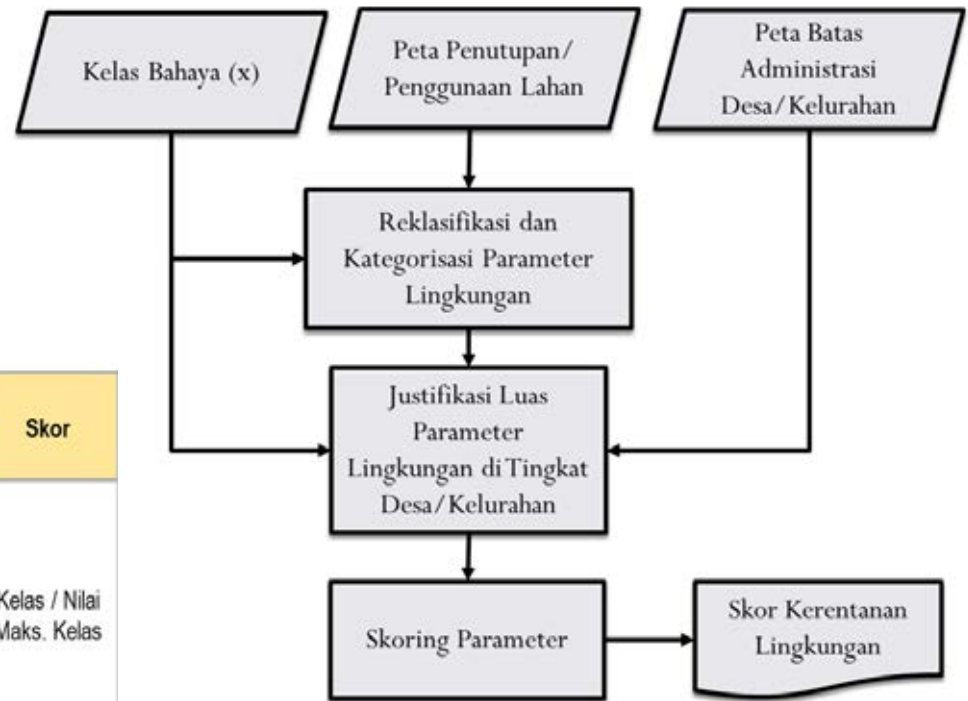 Kelas Bahaya (x)
Peta Penutupan/
Penggunaan Lahan
Peta Batas
Administrasi
Desa/Kelurahan
Reklasifikasi dan
Kategorisasi Parameter
Lingkungan
Justifikasi Luas
Parameter
Lingkungan di Tingkat
Desa/Kelurahan
Skoring Parameter
Skor Kerentanan
Lingkungan
Skor
Kelas / Nilai
Maks. Kelas